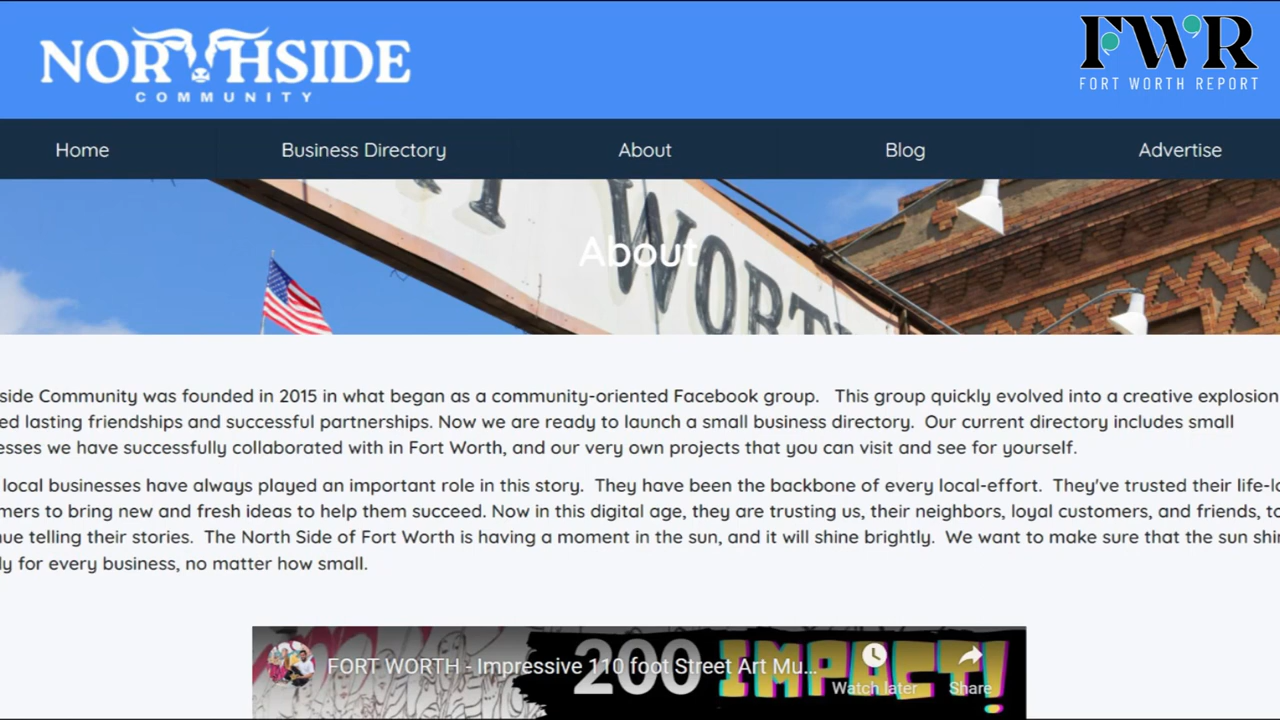 NORTHSIDE
COMMUNITY
FWR
FORT WORTH REPORT
Home Business Directory About Blog Advertise
WORT
About
side Community was founded in 2015 in what began as a community-oriented Facebook group. This group quickly evolved into a creative explosion
ed lasting friendships and successful partnerships. Now we are ready to launch a small business directory. Our current directory includes small
esses we have successfully collaborated with in Fort Worth, and our very own projects that you can visit and see for yourself.
local businesses have always played an important role in this story. They have been the backbone of every local-effort. They've trusted their life-lo
mers to bring new and fresh ideas to help them succeed. Now in this digital age, they are trusting us, their neighbors, loyal customers, and friends, to
ue telling their stories. The North Side of Fort Worth is having a moment in the sun, and it will shine brightly. We want to make sure that the sun shin
ly for every business, no matter how small.
FORT WORTH - Impressive 110 foot Street Art Mu...
200 IMPACT!
Watch later Share